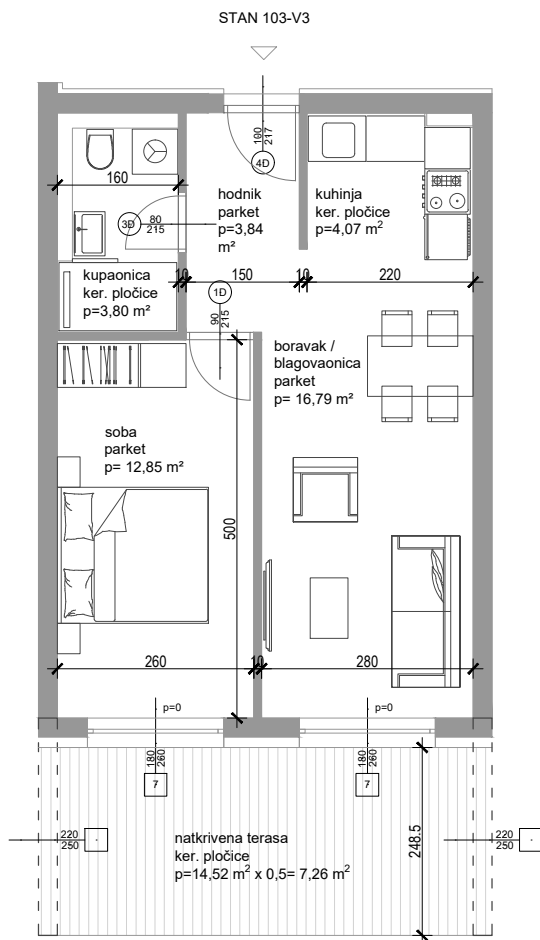 STAN 103-V3
100
217
4D
160
hodnik
parket
p=3,84
m²
kuhinja
ker. pločice
p=4,07 m²
3D
80
215
kupaonica
ker. pločice
p=3,80 m²
10
150
10
220
1D
90
215
boravak /
blagovaonica
parket
p= 16,79 m²
soba
parket
p= 12,85 m²
500
260
10
280
p=0
p=0
180
260
7
180
260
7
220
250
natkrivena terasa
ker. pločice
p=14,52 m² x 0,5= 7,26 m²
248.5
220
250